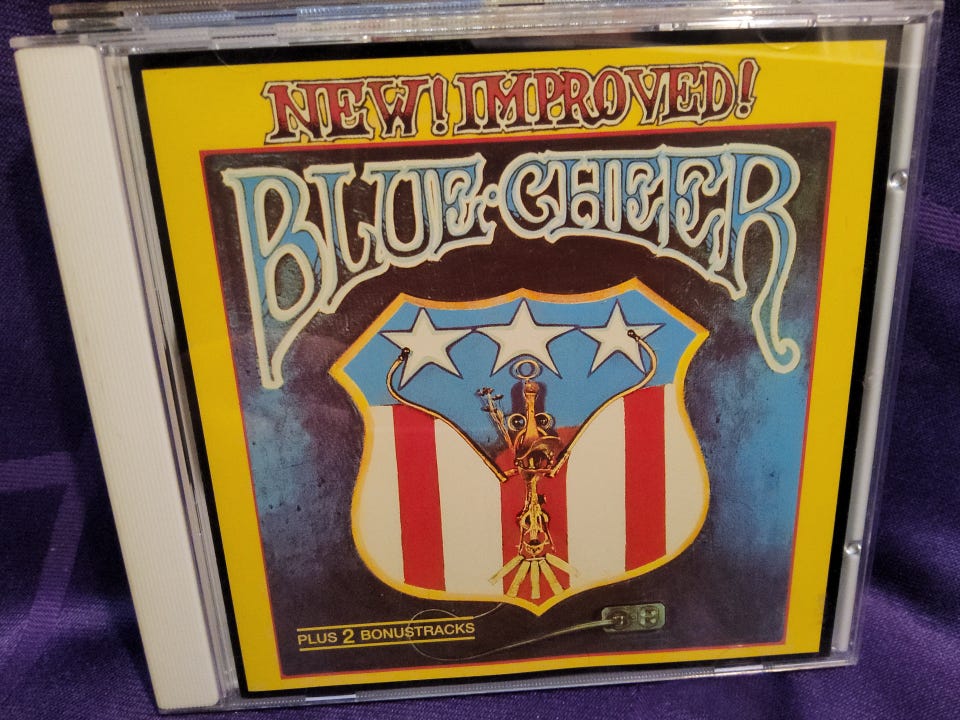 NEW! IMPROVED!
BLUE·CHEER
PLUS 2 BONUSTRACKS